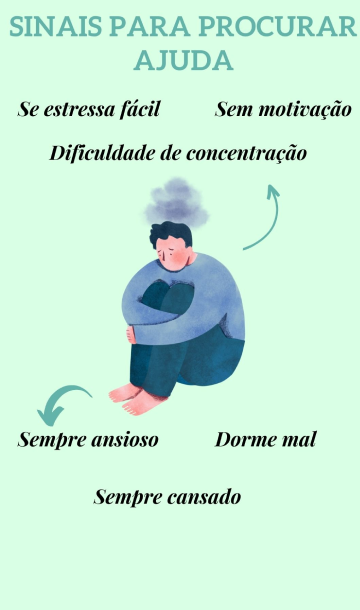 SINAIS PARA PROCURAR
AJUDA
Se estressa fácil
Sem motivação
Dificuldade de concentração
Sempre ansioso
Dorme mal
Sempre cansado